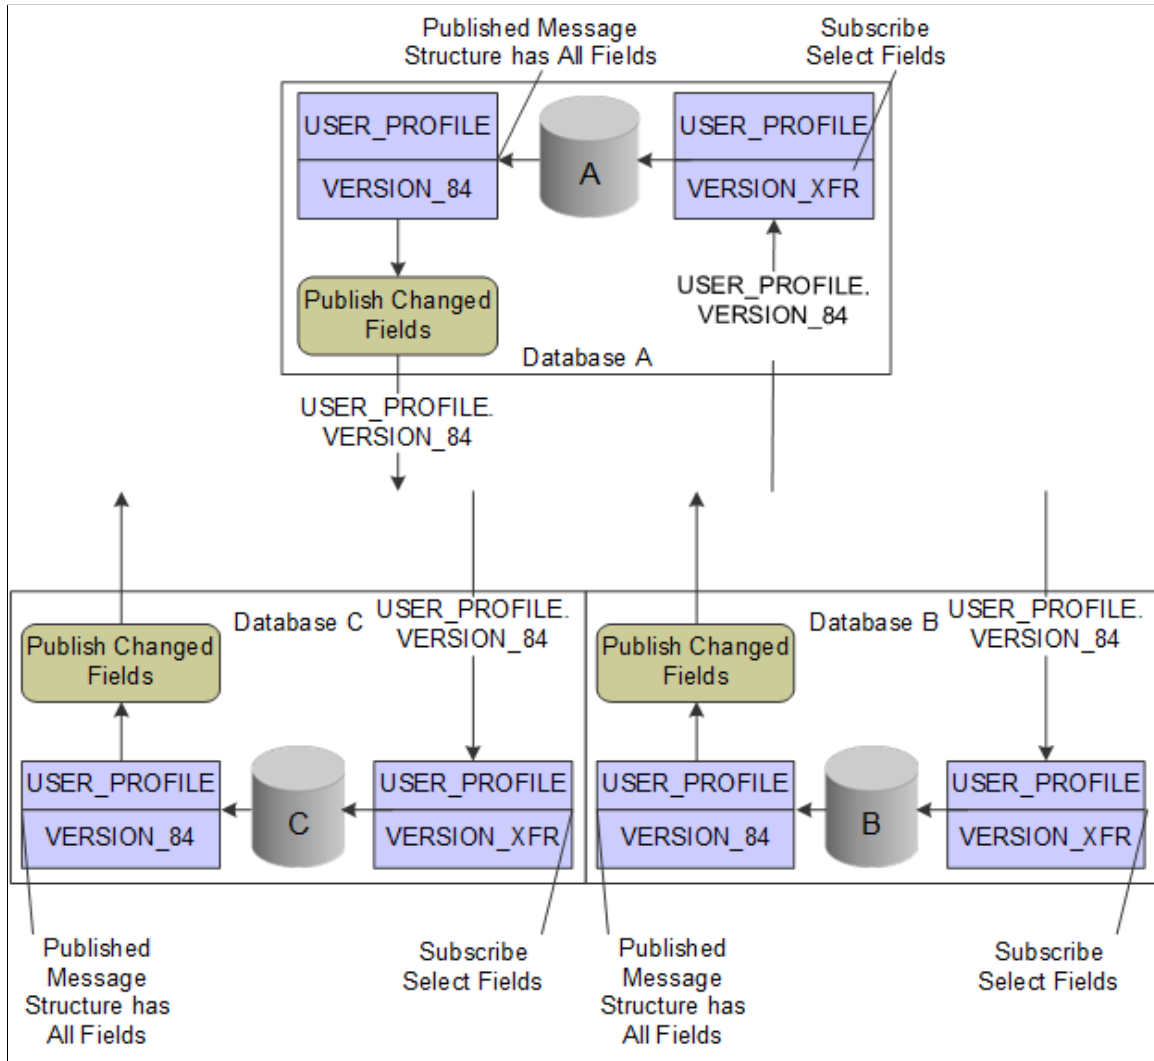 Published Message
Structure has All Fields
Subscribe
Select Fields
USER_PROFILE
VERSION_84
A
USER_PROFILE
VERSION_XFR
Publish Changed
Fields
USER_PROFILE.
VERSION_84
Database A
USER_PROFILE.
VERSION_84
Database C
USER_PROFILE.
VERSION_84
Publish Changed
Fields
USER_PROFILE
VERSION_84
C
USER_PROFILE
VERSION_XFR
Published
Message
Structure has
All Fields
Subscribe
Select Fields
Database B
USER_PROFILE.
VERSION_84
Publish Changed
Fields
USER_PROFILE
VERSION_84
B
USER_PROFILE
VERSION_XFR
Published
Message
Structure has
All Fields
Subscribe
Select Fields